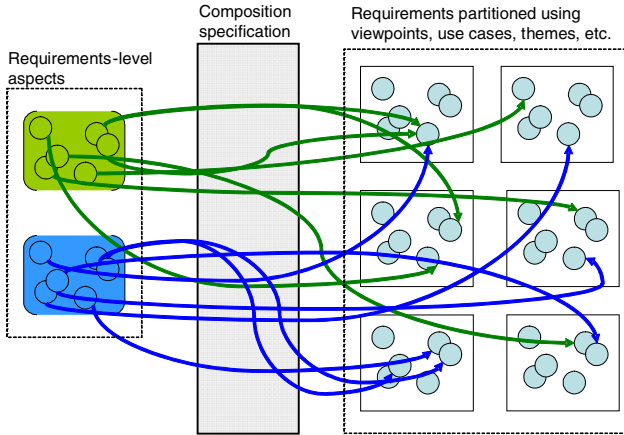 Composition
specification
Requirements partitioned using
viewpoints, use cases, themes, etc.
Requirements-level
aspects